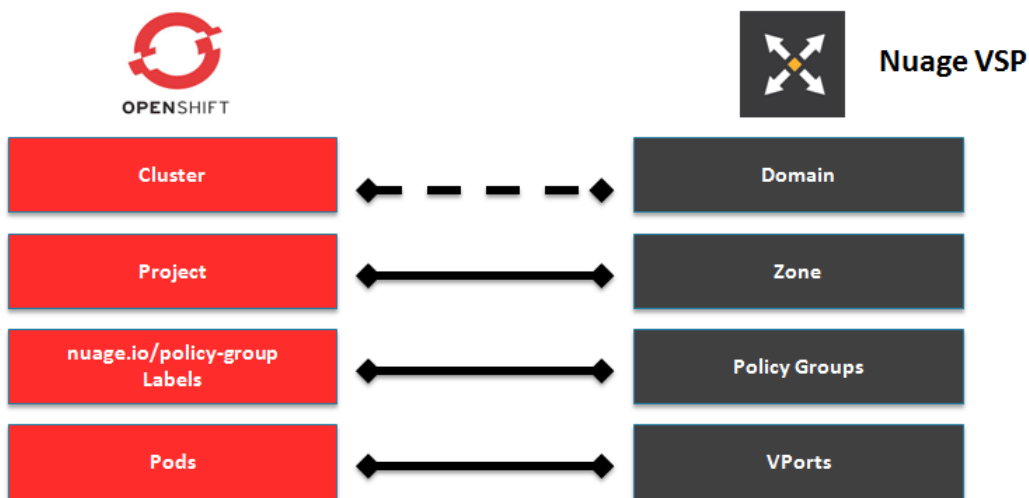 OPENSHIFT
Nuage VSP
Cluster
Domain
Project
Zone
nuage.io/policy-group
Labels
Policy Groups
Pods
VPorts